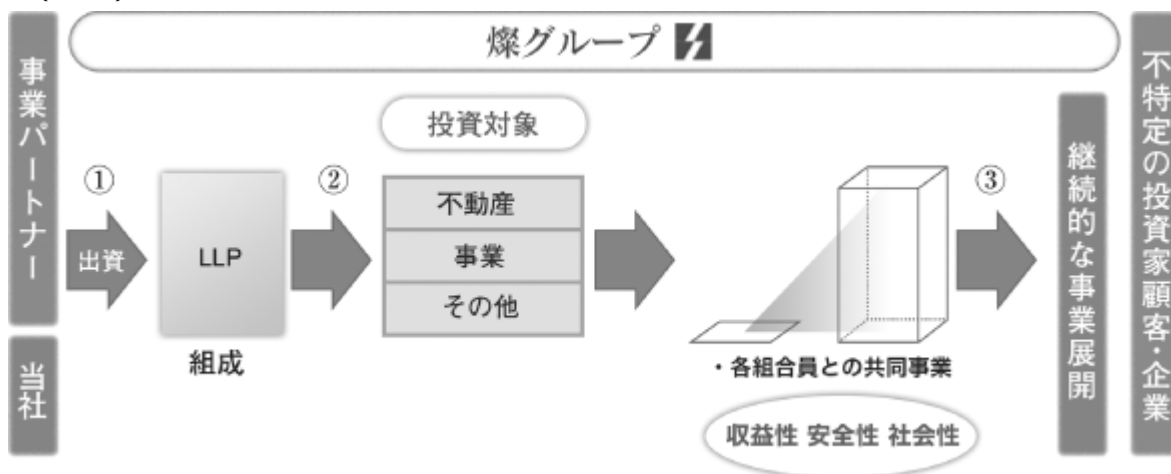 燦グループ
事業パートナー
当社
①
出資
LLP
組成
②
投資対象
不動産
事業
その他
・各組合員との共同事業
収益性 安全性 社会性
③
継続的な事業展開
不特定の投資家顧客・企業